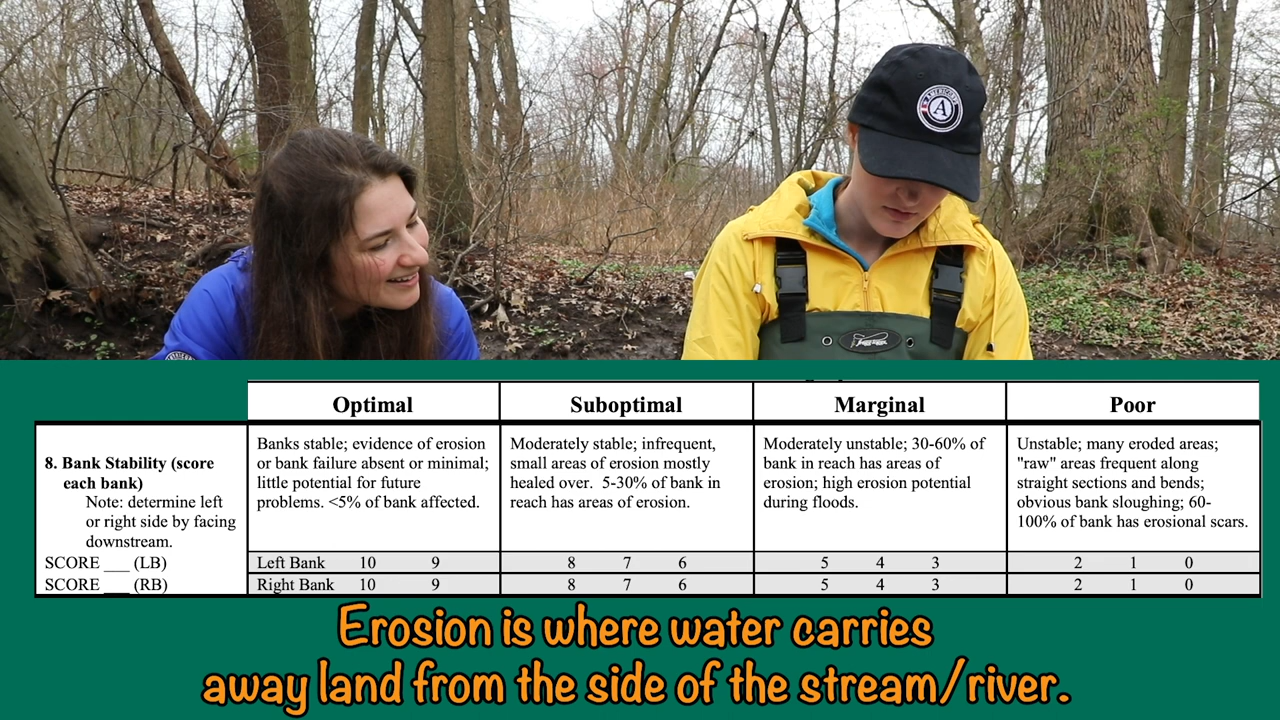 AMERICORPS
A
Optimal Suboptimal Marginal Poor
8. Bank Stability (score
each bank)
Note: determine left
or right side by facing
downstream.
SCORE ___ (LB)
SCORE ___ (RB)
Banks stable; evidence of erosion
or bank failure absent or minimal;
little potential for future
problems. <5% of bank affected.
Moderately stable; infrequent,
small areas of erosion mostly
healed over. 5-30% of bank in
reach has areas of erosion.
Moderately unstable; 30-60% of
bank in reach has areas of
erosion; high erosion potential
during floods.
Unstable; many eroded areas;
"raw" areas frequent along
straight sections and bends;
obvious bank sloughing; 60-
100% of bank has erosional scars.
Left Bank 10 9 8 7 6 5 4 3 2 1 0
Right Bank 10 9 8 7 6 5 4 3 2 1 0
Erosion is where water carries
away land from the side of the stream/river.